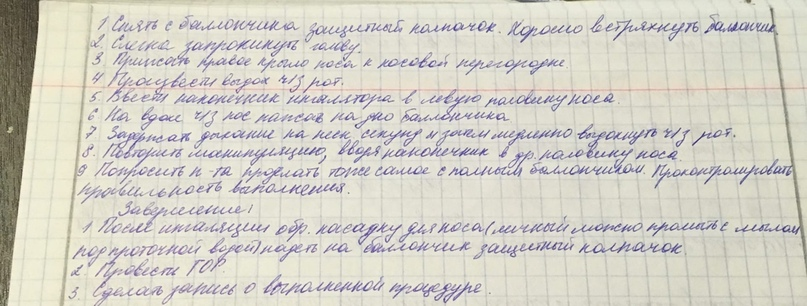 1. Снять с баллончика защитный колпачок. Хорошо встряхнуть баллончик
2. Слегка запрокинуть голову.
3 Прижать правое крыло носа к носовой перегородке.
4 Произвести выдох ч/з рот.
5. Ввести наконечник ингалятора в левую половину носа.
6 На вдохе ч/з нос нажать на дно баллончика
7 Задержать дыхание на неск. секунд и затем медленно выдохнуть ч/з рот.
8. Повторить манипуляцию, вводя наконечник в др. половину носа
9 Попросить п-та проделать то же самое с полным баллончиком. Проконтролировать
правильность выполнения.
Завершение:
1 После ингаляции обр. насадку для носа (личный можно промыть с мылом
под проточной водой) надеть на баллончик защитный колпачок.
2 Провести ГОР
3. Сделать запись о выполненной процедуре.